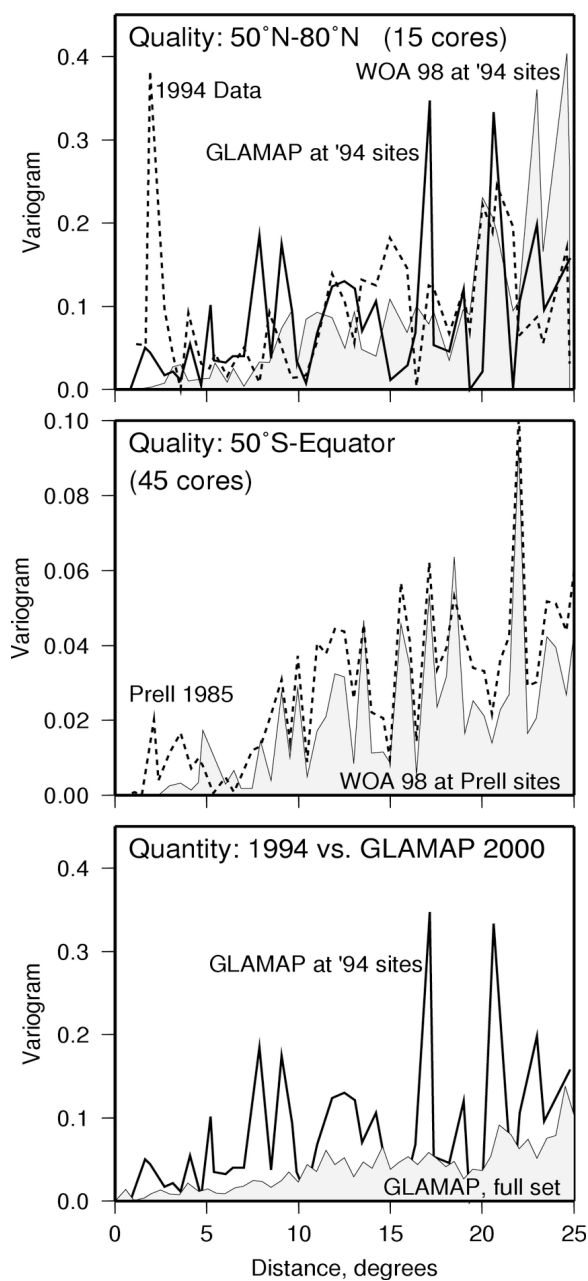 Quality: 50°N-80°N (15 cores)
WOA 98 at '94 sites
1994 Data
GLAMAP at '94 sites
Variogram
0.4
0.3
0.2
0.1
0.0
Quality: 50°S-Equator
(45 cores)
Prell 1985
WOA 98 at Prell sites
Variogram
0.10
0.08
0.06
0.04
0.02
0.00
Quantity: 1994 vs. GLAMAP 2000
GLAMAP at '94 sites
GLAMAP, full set
Variogram
0.4
0.3
0.2
0.1
0.0
0 5 10 15 20 25
Distance, degrees